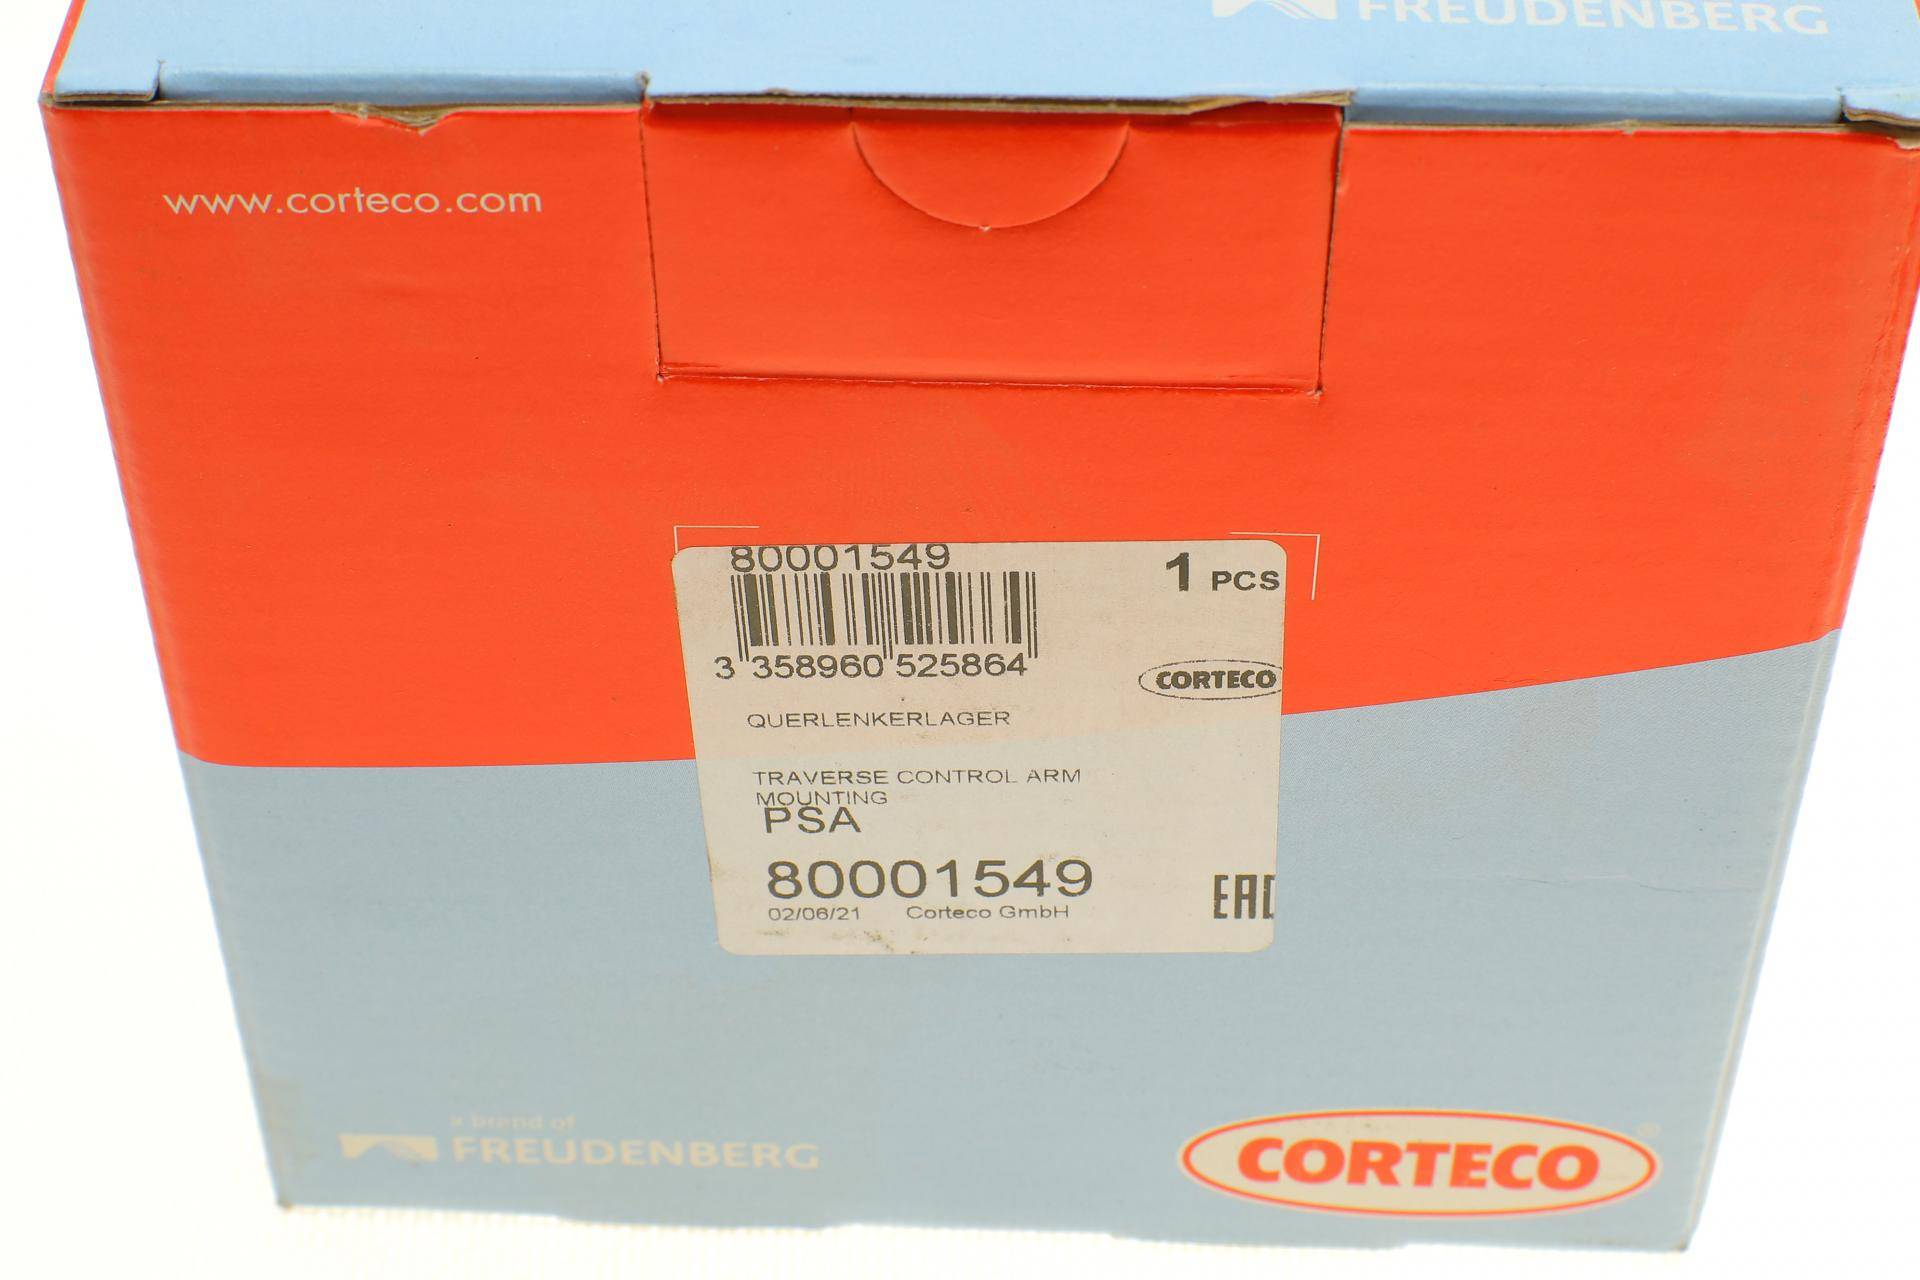 FREUDENBERG
www.corteco.com
80001549
1 PCS
3 358960 525864
CORTECO
QUERLENKERLAGER
TRAVERSE CONTROL ARM
MOUNTING
PSA
80001549
02/06/21 Corteco GmbH
EAC
a brand of
FREUDENBERG
CORTECO®